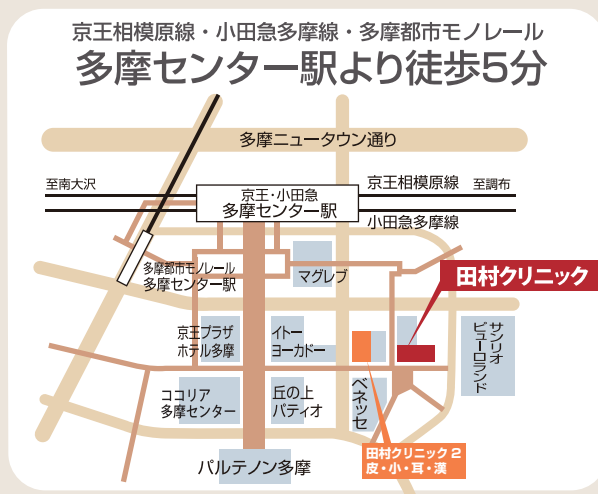 京王相模原線・小田急多摩線・多摩都市モノレール
多摩センター駅より徒歩5分
多摩ニュータウン通り
至南大沢
京王・小田急
多摩センター駅
京王相模原線
至調布
小田急多摩線
多摩都市モノレール
多摩センター駅
マグレブ
田村クリニック
京王プラザ
ホテル多摩
イトー
ヨーカドー
サンリオ
ピューロランド
ココリア
多摩センター
丘の上
パティオ
ベネッセ
田村クリニック2
皮・小・耳・漢
パルテノン多摩